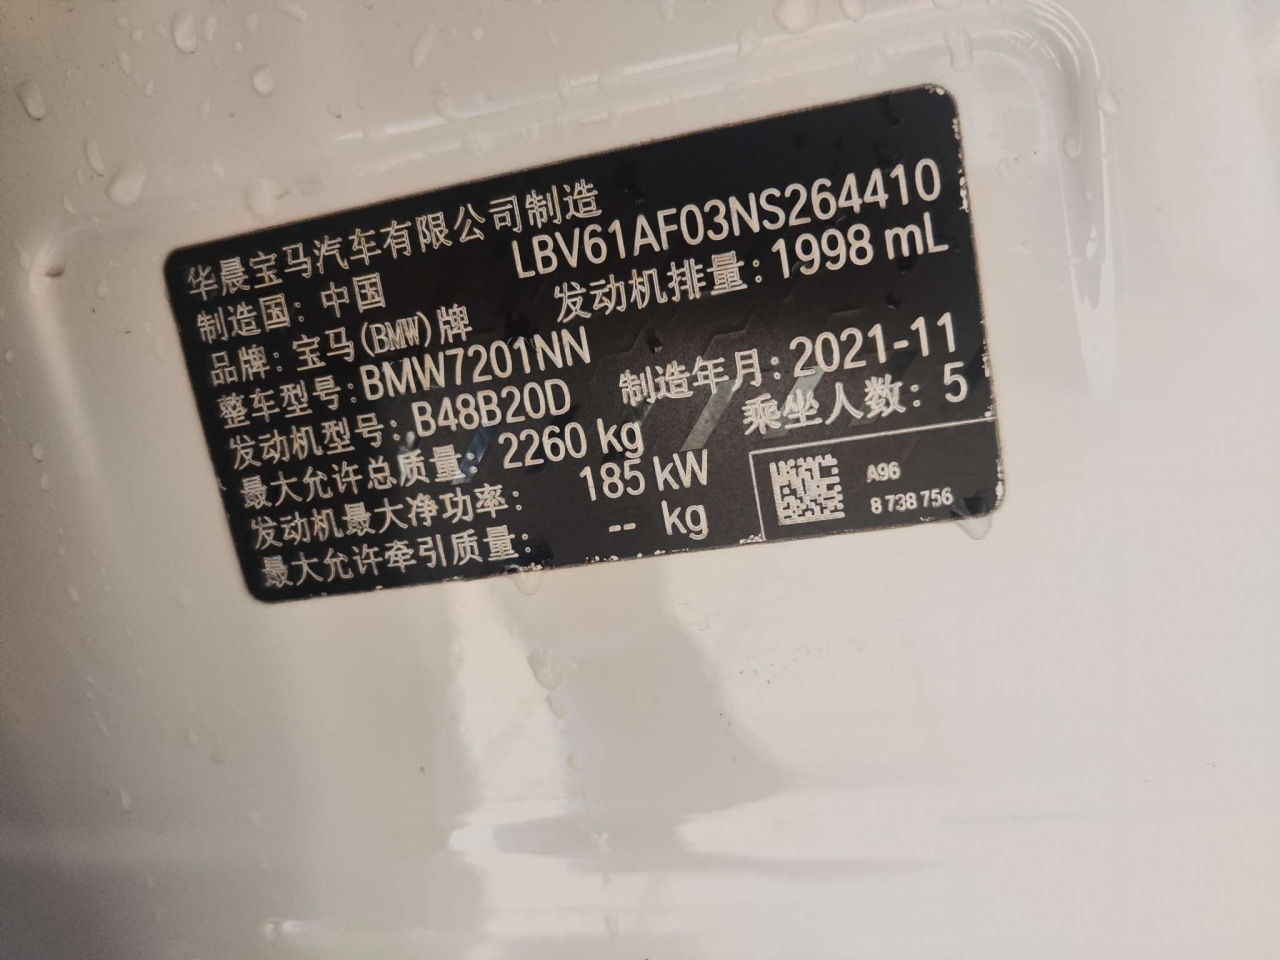 华晨宝马汽车有限公司制造
LBV61AF03NS264410
制造国: 中国
发动机排量: 1998 mL
品牌: 宝马(BMW)牌
整车型号: BMW7201NN
制造年月: 2021-11
发动机型号: B48B20D
乘坐人数: 5
最大允许总质量: 2260 kg
发动机最大净功率: 185 kW
最大允许牵引质量: -- kg
A96
8 738 756